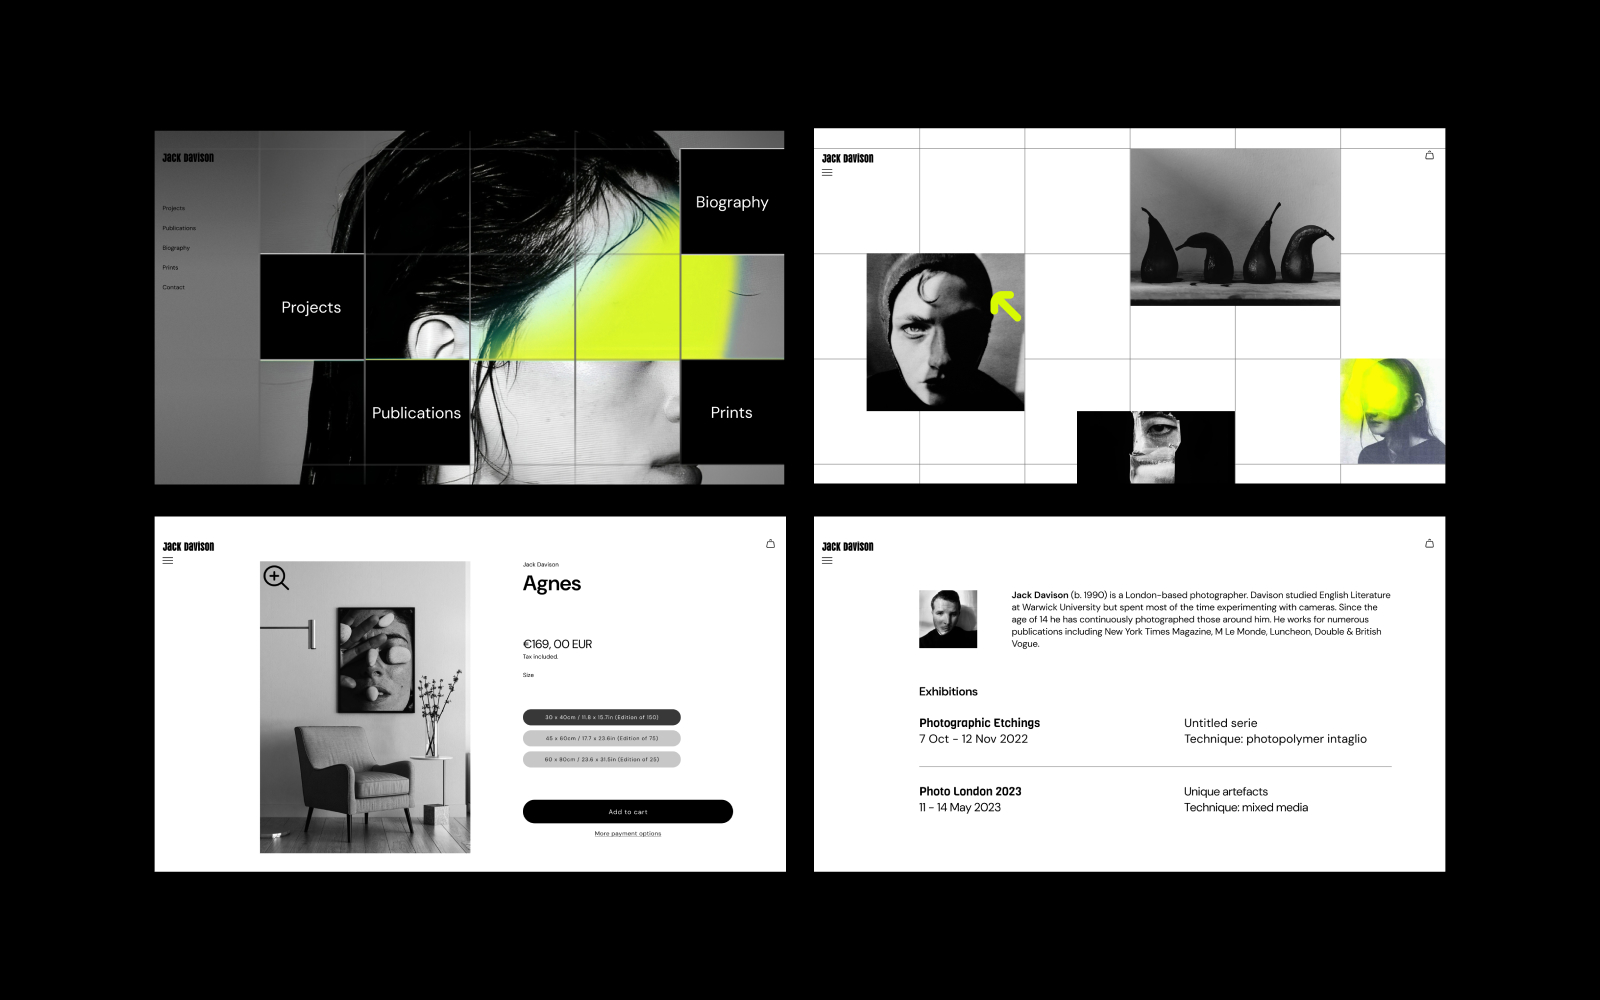 Jack Davison
Projects
Publications
Biography
Prints
Contact
Biography
Projects
Publications
Prints
Jack Davison
Jack Davison
Jack Davison
Agnes
€169, 00 EUR
Tax included.
Size
30 x 40cm / 11.8 x 15.7in (Edition of 150)
45 x 60cm / 17.7 x 23.6in (Edition of 75)
60 x 80cm / 23.6 x 31.5in (Edition of 25)
Add to cart
More payment options
Jack Davison
Jack Davison (b. 1990) is a London-based photographer. Davison studied English Literature
at Warwick University but spent most of the time experimenting with cameras. Since the
age of 14 he has continuously photographed those around him. He works for numerous
publications including New York Times Magazine, M Le Monde, Luncheon, Double & British
Vogue.
Exhibitions
Photographic Etchings
7 Oct - 12 Nov 2022
Untitled serie
Technique: photopolymer intaglio
Photo London 2023
11 - 14 May 2023
Unique artefacts
Technique: mixed media